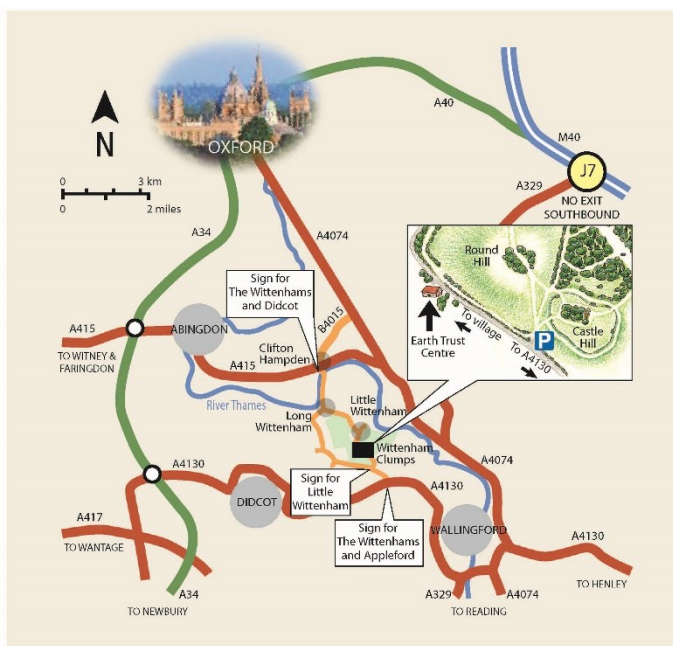 OXFORD
A40
M40
J7
NO EXIT
SOUTHBOUND
A329
N
0 3 km
0 2 miles
A34
A4074
Sign for
The Wittenhams
and Didcot
B4015
Round
Hill
Castle
Hill
P
Earth Trust
Centre
To village
To A4130
A415
TO WITNEY &
FARINGDON
ABINGDON
Clifton
Hampden
A415
River Thames
Long
Wittenham
Little
Wittenham
Wittenham
Clumps
A4074
A4130
DIDCOT
Sign for
Little
Wittenham
A4130
Sign for
The Wittenhams
and Appleford
WALLINGFORD
A417
TO WANTAGE
A4130
TO HENLEY
A34
TO NEWBURY
A329
A4074
TO READING